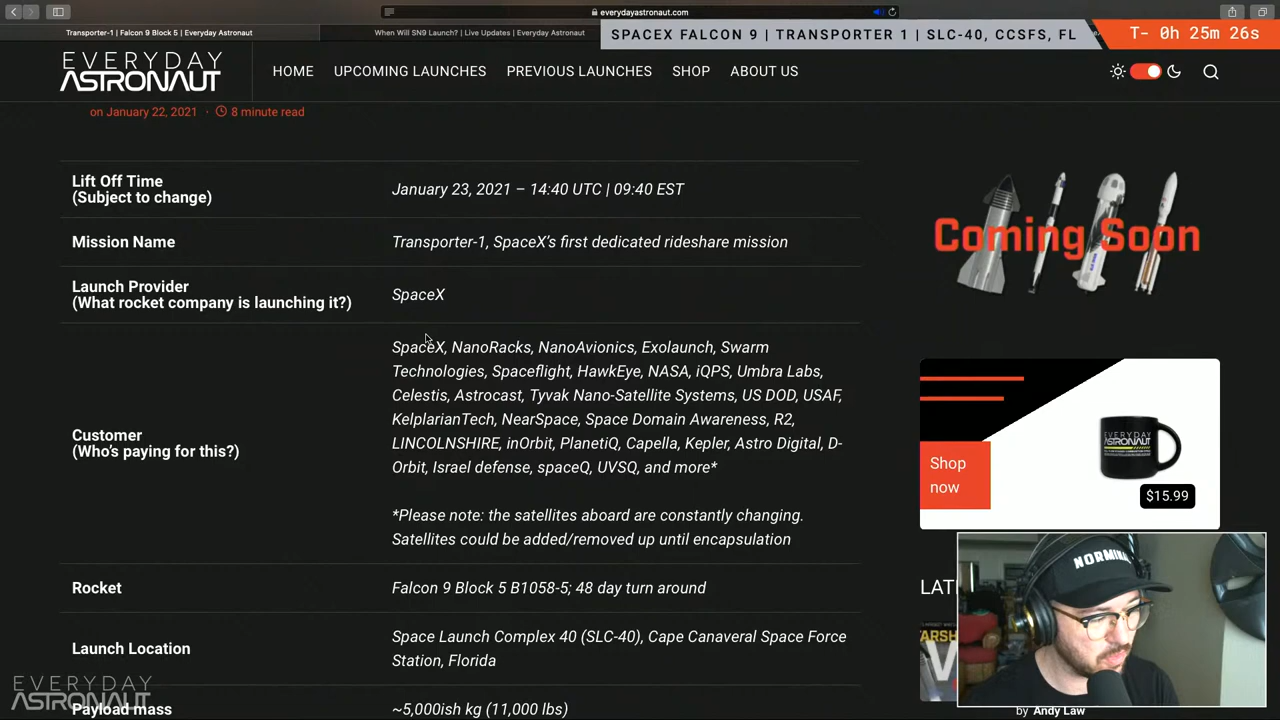 everydayastronaut.com
Transporter-1 | Falcon 9 Block 5 | Everyday Astronaut
When Will SN9 Launch? | Live Updates | Everyday Astronaut
SPACEX FALCON 9 | TRANSPORTER 1 | SLC-40, CCSFS, FL
T- 0h 25m 26s
EVERYDAY
ASTRONAUT
HOME
UPCOMING LAUNCHES
PREVIOUS LAUNCHES
SHOP
ABOUT US
on January 22, 2021 · 8 minute read
Lift Off Time
(Subject to change)
January 23, 2021 – 14:40 UTC | 09:40 EST
Mission Name
Transporter-1, SpaceX's first dedicated rideshare mission
Launch Provider
(What rocket company is launching it?)
SpaceX
Customer
(Who's paying for this?)
SpaceX, NanoRacks, NanoAvionics, Exolaunch, Swarm
Technologies, Spaceflight, HawkEye, NASA, iQPS, Umbra Labs,
Celestis, Astrocast, Tyvak Nano-Satellite Systems, US DOD, USAF,
KelplarianTech, NearSpace, Space Domain Awareness, R2,
LINCOLNSHIRE, inOrbit, PlanetiQ, Capella, Kepler, Astro Digital, D-
Orbit, Israel defense, spaceQ, UVSQ, and more*
*Please note: the satellites aboard are constantly changing.
Satellites could be added/removed up until encapsulation
Rocket
Falcon 9 Block 5 B1058-5; 48 day turn around
Launch Location
Space Launch Complex 40 (SLC-40), Cape Canaveral Space Force
Station, Florida
Payload mass
~5,000ish kg (11,000 lbs)
Coming Soon
EVERYDAY
ASTRONAUT
Shop
now
$15.99
by Andy Law
EVERYDAY
ASTRONAUT